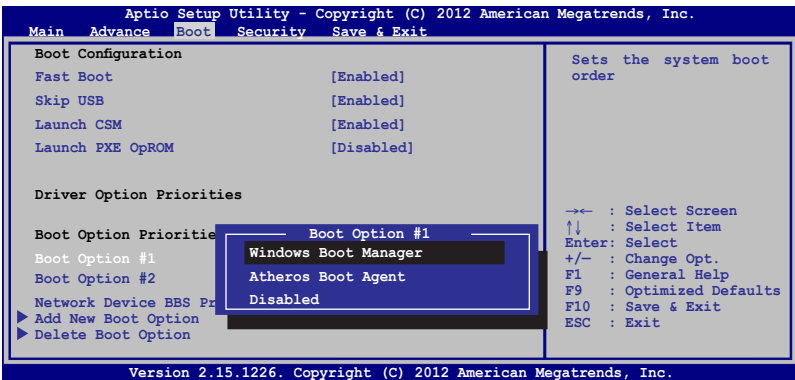 Aptio Setup Utility - Copyright (C) 2012 American Megatrends, Inc.
Main Advance Boot Security Save & Exit
Boot Configuration
Fast Boot [Enabled]
Skip USB [Enabled]
Launch CSM [Enabled]
Launch PXE OpROM [Disabled]
Driver Option Priorities
Boot Option Prioritie
Boot Option #1
Boot Option #2
Network Device BBS Pr
Add New Boot Option
Delete Boot Option
Boot Option #1
Windows Boot Manager
Atheros Boot Agent
Disabled
Sets the system boot
order
→← : Select Screen
↑↓ : Select Item
Enter: Select
+/— : Change Opt.
F1 : General Help
F9 : Optimized Defaults
F10 : Save & Exit
ESC : Exit
Version 2.15.1226. Copyright (C) 2012 American Megatrends, Inc.